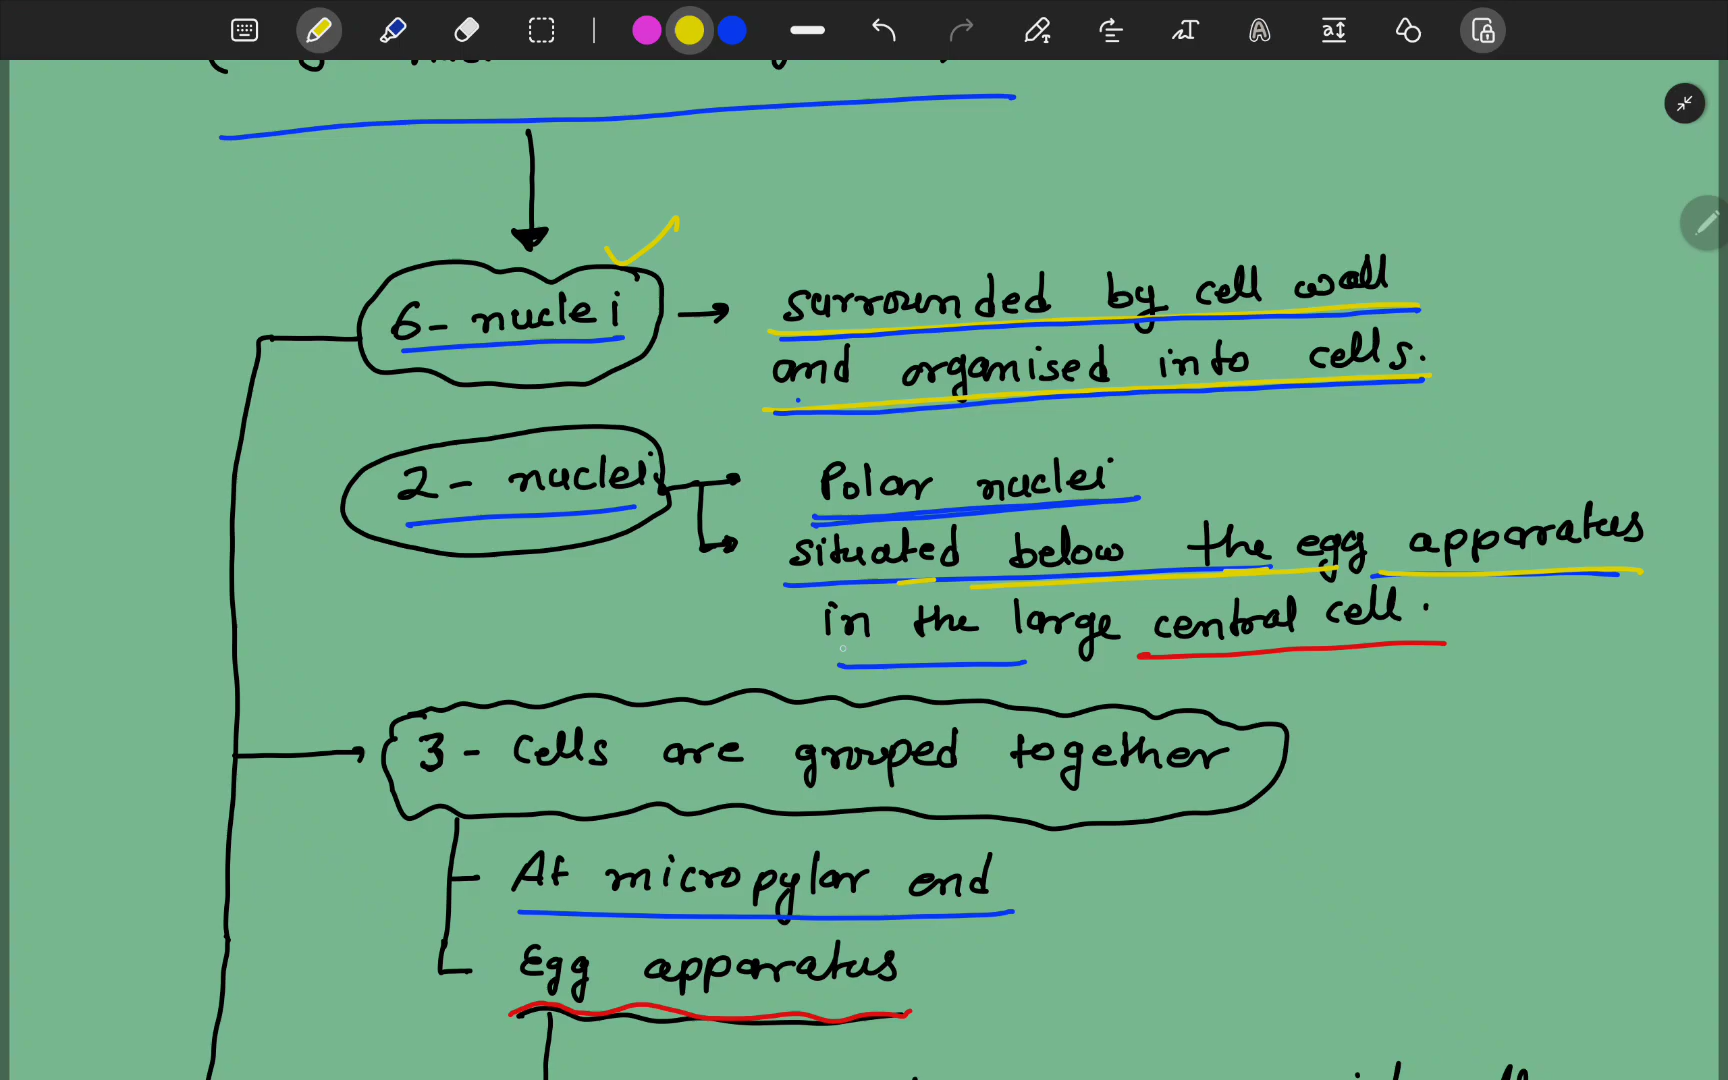 6- nuclei → surrounded by cell wall
and organised into cells.
2- nuclei → Polar nuclei
→ situated below the egg apparatus
in the large central cell.
3- cells are grouped together
At micropylar end
Egg apparatus